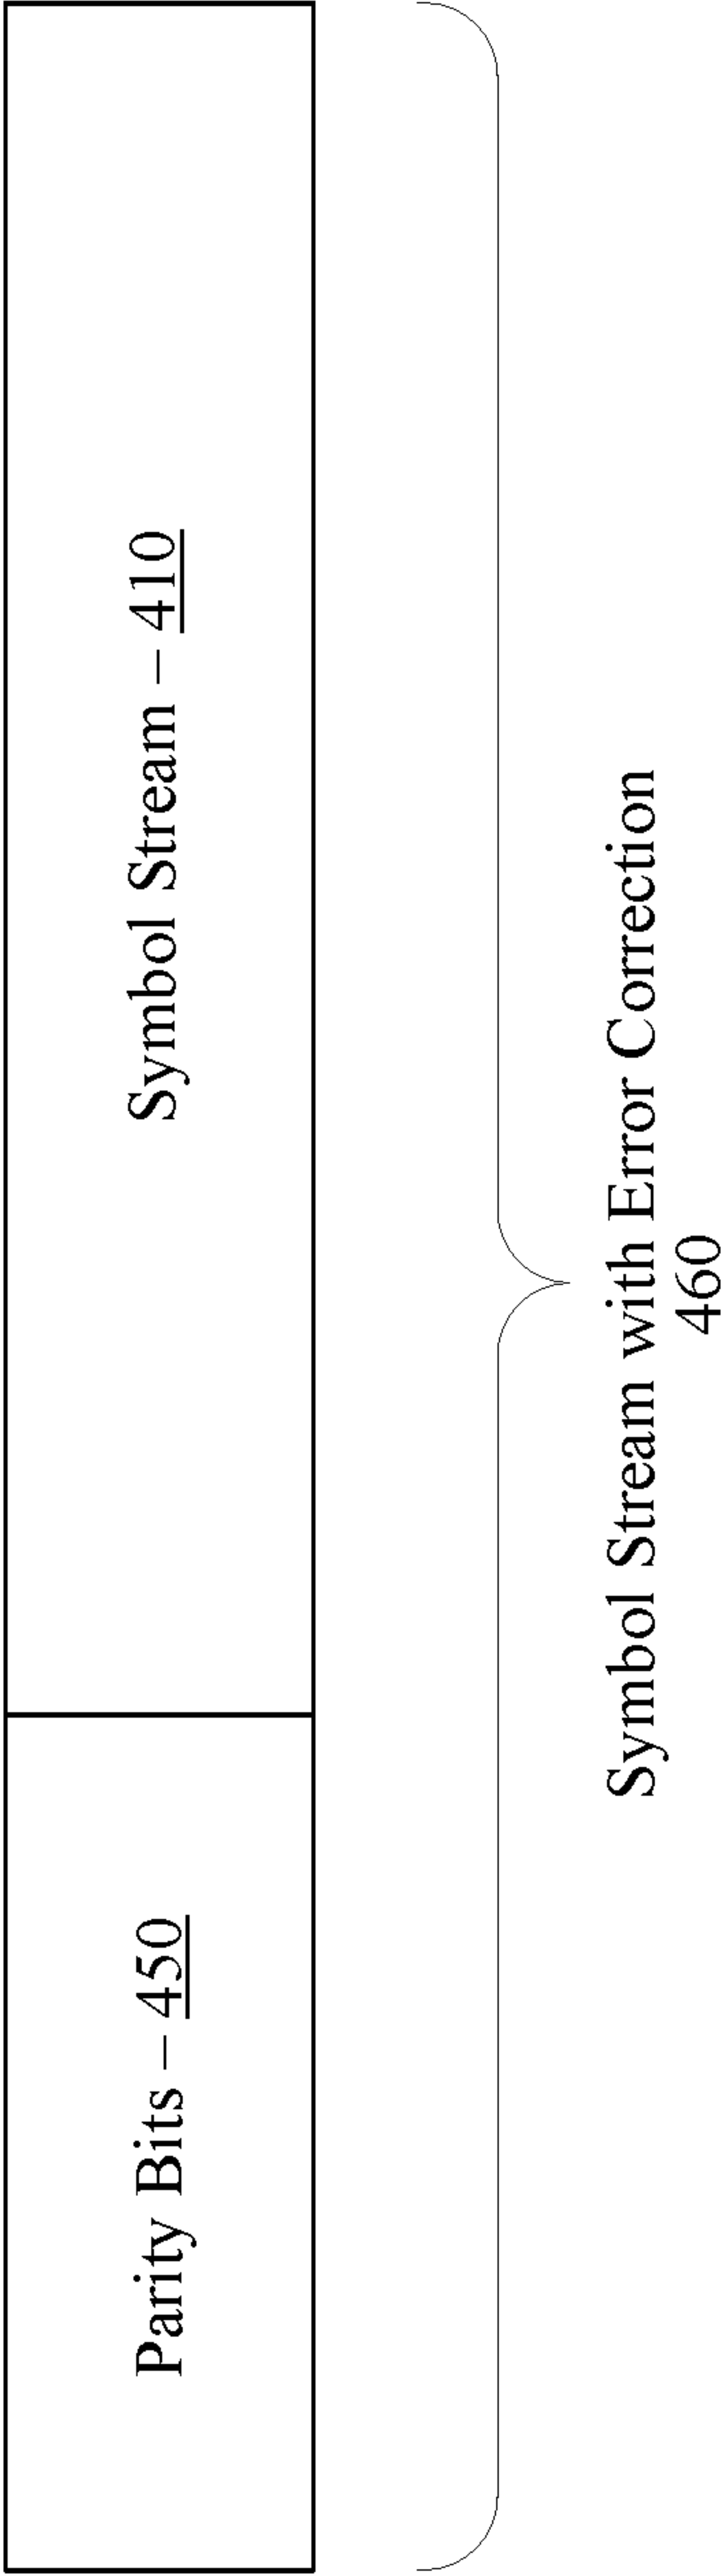 Parity Bits – 450
Symbol Stream – 410
Symbol Stream with Error Correction
460